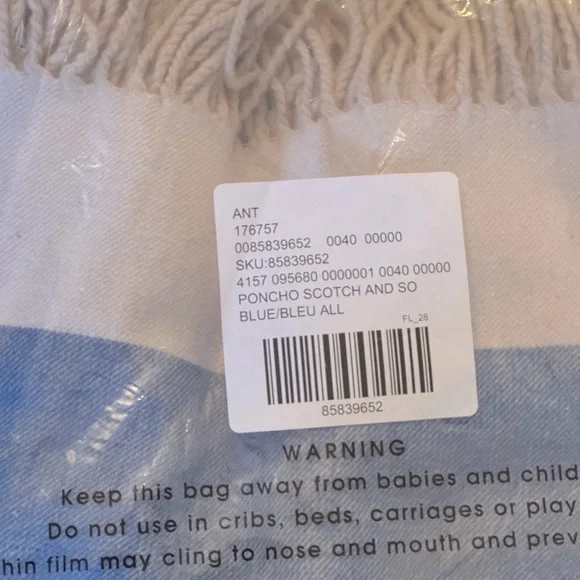 ANT
176757
0085839652 0040 00000
SKU:85839652
4157 095680 0000001 0040 00000
PONCHO SCOTCH AND SO
BLUE/BLEU ALL
FL_28
85839652
WARNING
Keep this bag away from babies and child
Do not use in cribs, beds, carriages or play
hin film may cling to nose and mouth and prev